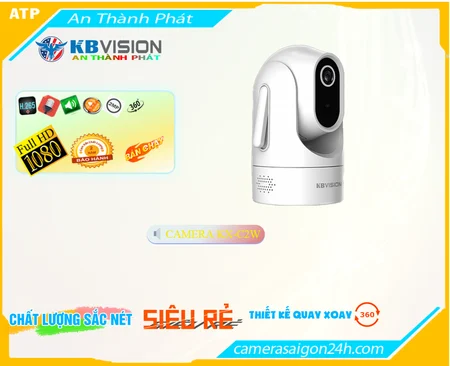 ATP
An Thành Phát
KBVISION
AN THÀNH PHÁT
H.265
360
Full HD
1080
BẢO HÀNH
BÁN CHẠY
KBVISION
CAMERA KX-C2W
CHẤT LƯỢNG SẮC NÉT
SIÊU RẺ
THIẾT KẾ QUAY XOAY
360
camerasaigon24h.com